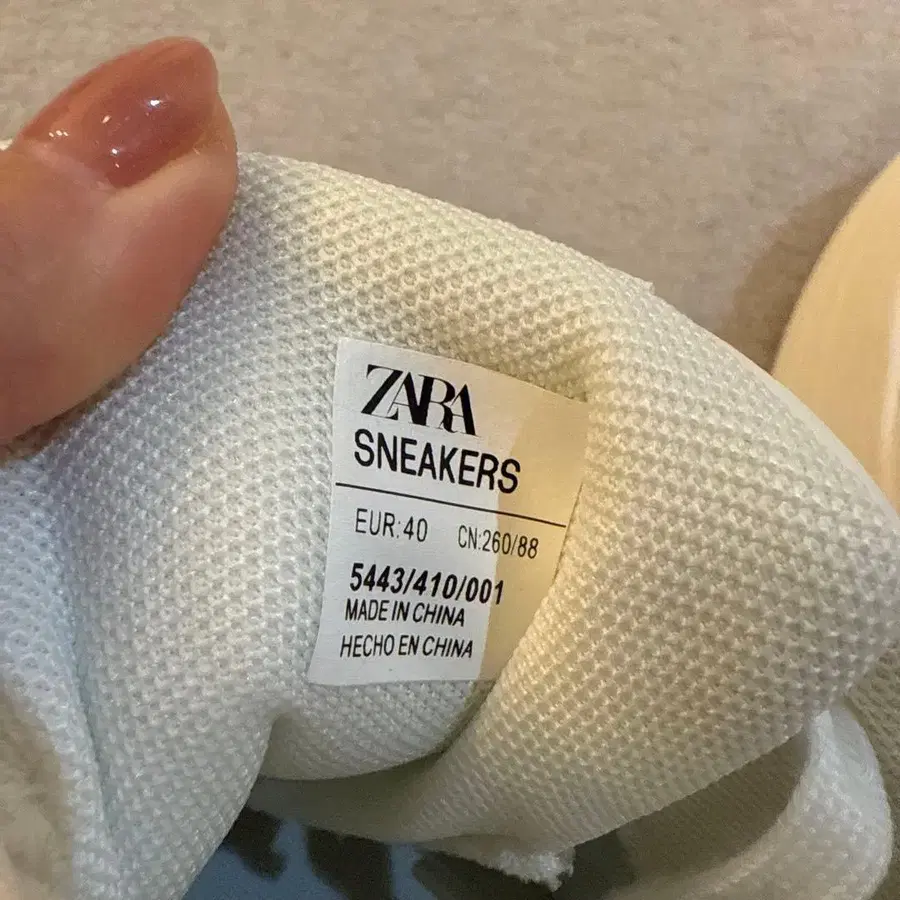 ZARA
SNEAKERS
EUR:40 CN:260/88
5443/410/001
MADE IN CHINA
HECHO EN CHINA